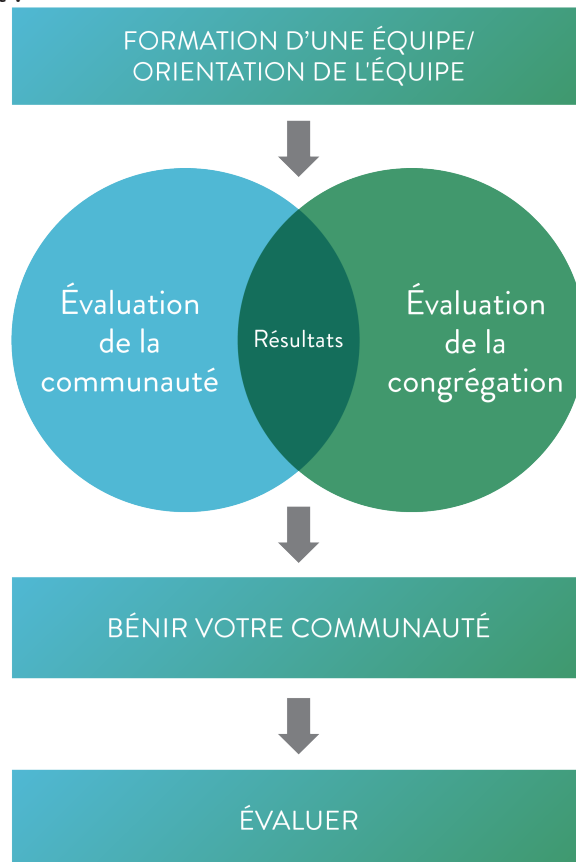 FORMATION D'UNE ÉQUIPE/
ORIENTATION DE L'ÉQUIPE
Évaluation
de la
communauté
Résultats
Évaluation
de la
congrégation
BÉNIR VOTRE COMMUNAUTÉ
ÉVALUER